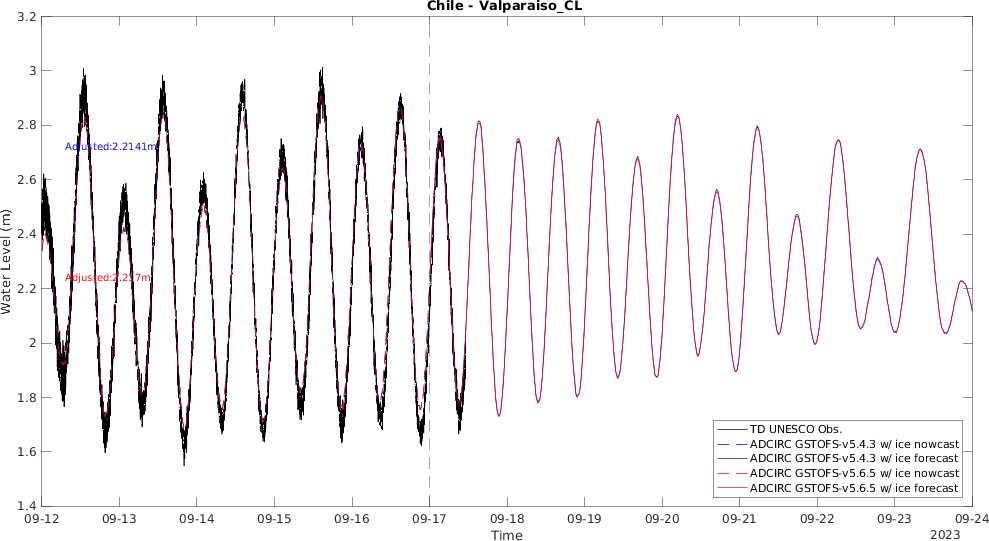 Chile - Valparaiso_CL
3.2
3
2.8
2.6
2.4
2.2
2
1.8
1.6
1.4
Water Level (m)
Adjusted:2.2141m
Adjusted:2.217m
TD UNESCO Obs.
ADCIRC GSTOFS-v5.4.3 w/ ice nowcast
ADCIRC GSTOFS-v5.4.3 w/ ice forecast
ADCIRC GSTOFS-v5.6.5 w/ ice nowcast
ADCIRC GSTOFS-v5.6.5 w/ ice forecast
09-12 09-13 09-14 09-15 09-16 09-17 09-18 09-19 09-20 09-21 09-22 09-23 09-24
Time
2023